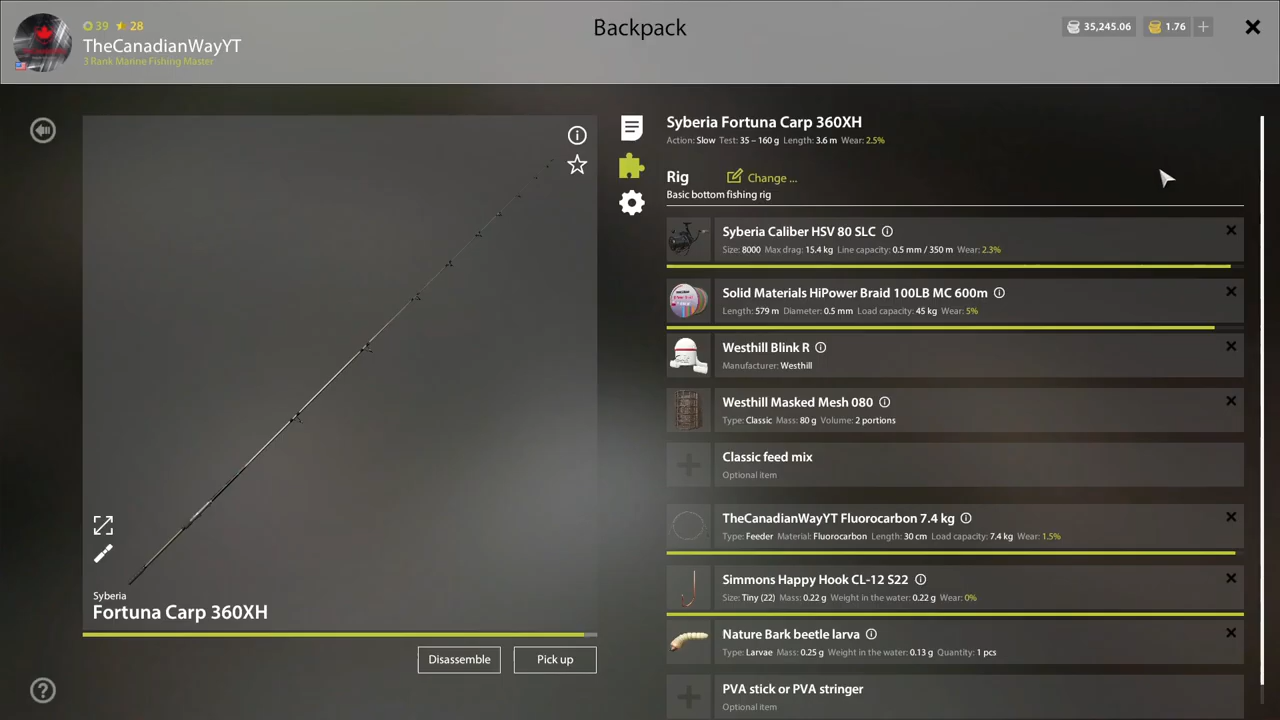 39 28
TheCanadianWayYT
3 Rank Marine Fishing Master
Backpack
35,245.06
1.76
Syberia
Fortuna Carp 360XH
Disassemble
Pick up
Syberia Fortuna Carp 360XH
Action: Slow Test: 35 – 160 g Length: 3.6 m Wear: 2.5%
Rig
Change ...
Basic bottom fishing rig
Syberia Caliber HSV 80 SLC
Size: 8000 Max drag: 15.4 kg Line capacity: 0.5 mm / 350 m Wear: 2.3%
Solid Materials HiPower Braid 100LB MC 600m
Length: 579 m Diameter: 0.5 mm Load capacity: 45 kg Wear: 5%
Westhill Blink R
Manufacturer: Westhill
Westhill Masked Mesh 080
Type: Classic Mass: 80 g Volume: 2 portions
Classic feed mix
Optional item
TheCanadianWayYT Fluorocarbon 7.4 kg
Type: Feeder Material: Fluorocarbon Length: 30 cm Load capacity: 7.4 kg Wear: 1.5%
Simmons Happy Hook CL-12 S22
Size: Tiny (22) Mass: 0.22 g Weight in the water: 0.22 g Wear: 0%
Nature Bark beetle larva
Type: Larvae Mass: 0.25 g Weight in the water: 0.13 g Quantity: 1 pcs
PVA stick or PVA stringer
Optional item